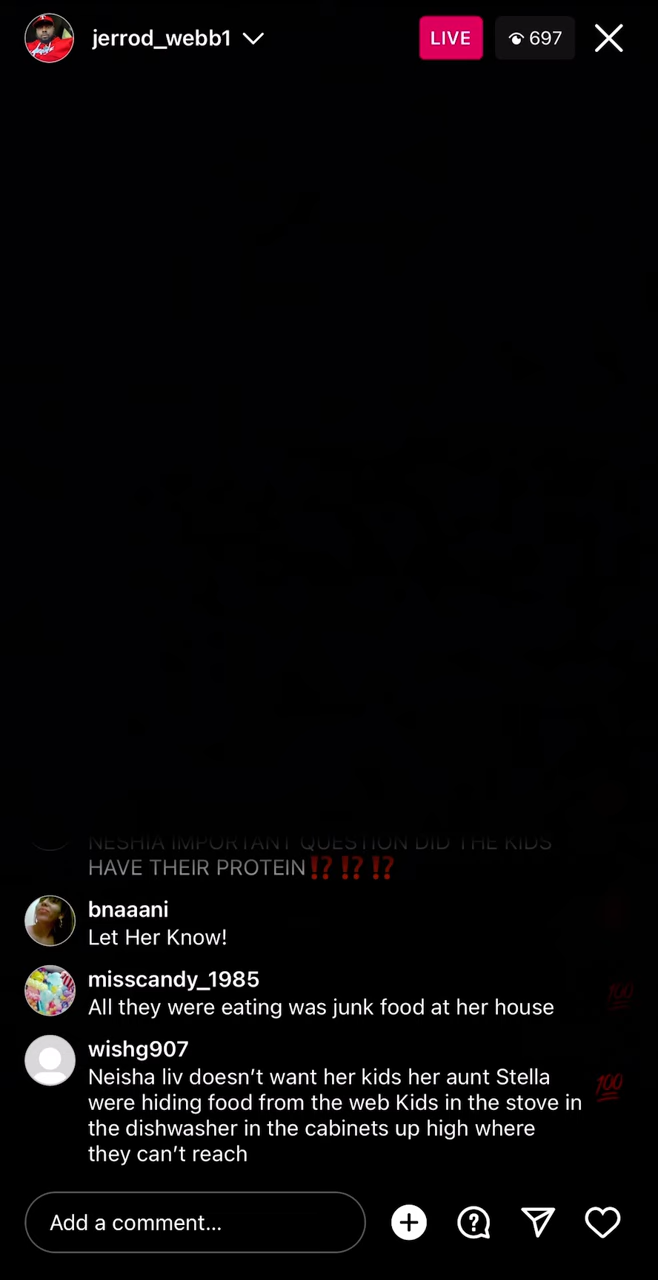 jerrod_webb1
LIVE
697
NESHIA IMPORTANT QUESTION DID THE KIDS
HAVE THEIR PROTEIN⁉️⁉️⁉️
bnaaani
Let Her Know!
misscandy_1985
All they were eating was junk food at her house
💯
wishg907
Neisha liv doesn’t want her kids her aunt Stella
were hiding food from the web Kids in the stove in
the dishwasher in the cabinets up high where
they can’t reach
💯
Add a comment...